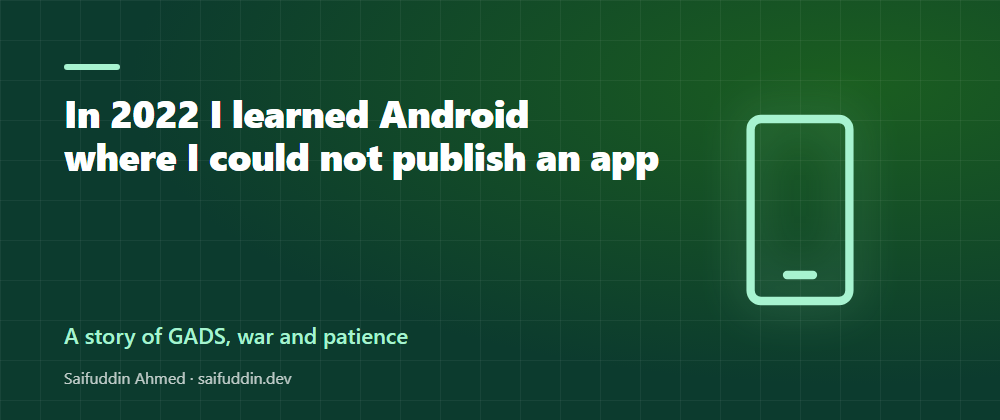 In 2022 I learned Android
where I could not publish an app
A story of GADS, war and patience
Saifuddin Ahmed · saifuddin.dev